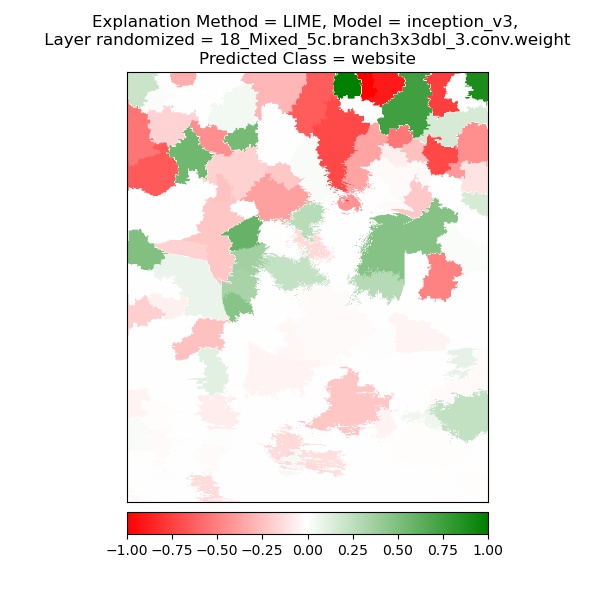 Explanation Method = LIME, Model = inception_v3,
Layer randomized = 18_Mixed_5c.branch3x3dbl_3.conv.weight
Predicted Class = website
−1.00 −0.75 −0.50 −0.25 0.00 0.25 0.50 0.75 1.00